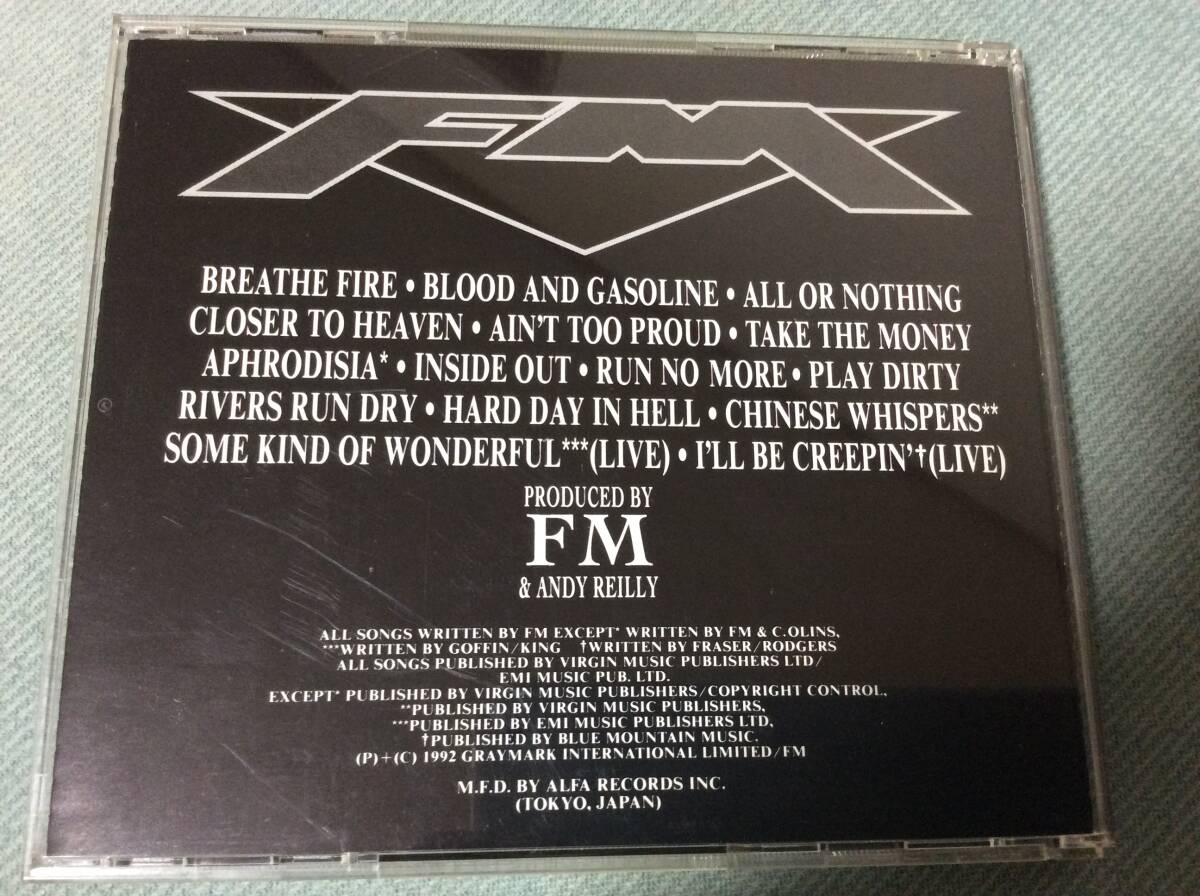 FM
BREATHE FIRE • BLOOD AND GASOLINE • ALL OR NOTHING
CLOSER TO HEAVEN • AIN'T TOO PROUD • TAKE THE MONEY
APHRODISIA* • INSIDE OUT • RUN NO MORE • PLAY DIRTY
RIVERS RUN DRY • HARD DAY IN HELL • CHINESE WHISPERS**
SOME KIND OF WONDERFUL***(LIVE) • I'LL BE CREEPIN'†(LIVE)
PRODUCED BY
FM
& ANDY REILLY
ALL SONGS WRITTEN BY FM EXCEPT* WRITTEN BY FM & C.OLINS,
***WRITTEN BY GOFFIN/KING †WRITTEN BY FRASER/RODGERS
ALL SONGS PUBLISHED BY VIRGIN MUSIC PUBLISHERS LTD/
EMI MUSIC PUB. LTD.
EXCEPT* PUBLISHED BY VIRGIN MUSIC PUBLISHERS/COPYRIGHT CONTROL,
**PUBLISHED BY VIRGIN MUSIC PUBLISHERS,
***PUBLISHED BY EMI MUSIC PUBLISHERS LTD,
†PUBLISHED BY BLUE MOUNTAIN MUSIC.
(P)+(C) 1992 GRAYMARK INTERNATIONAL LIMITED/FM
M.F.D. BY ALFA RECORDS INC.
(TOKYO, JAPAN)